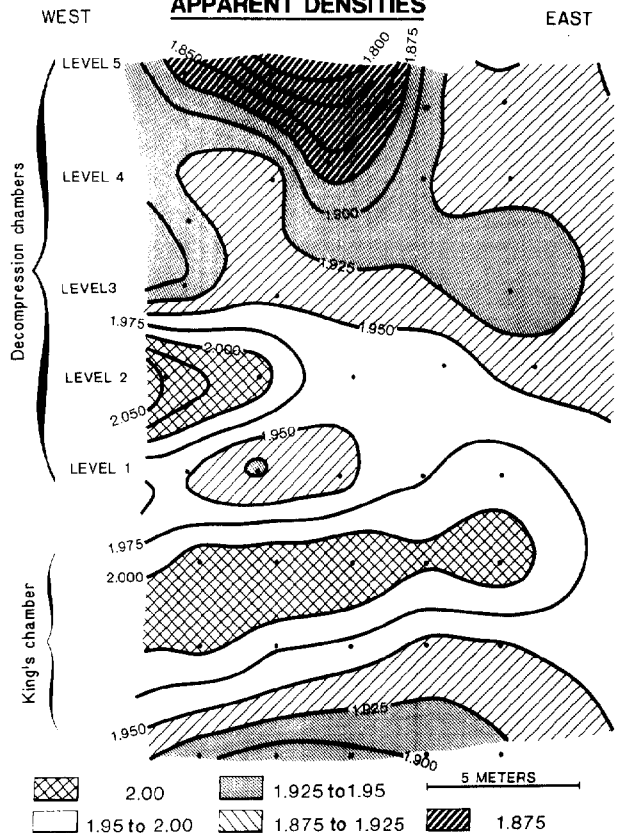 APPARENT DENSITIES
WEST
EAST
LEVEL 5
1.850
1.800
1.875
LEVEL 4
1.900
1.925
Decompression chambers
LEVEL3
1.975
1.950
2.000
LEVEL 2
2.050
1.950
LEVEL 1
1.975
2.000
King's chamber
1.950
1.925
1.900
2.00
1.925 to 1.95
5 METERS
1.95 to 2.00
1.875 to 1.925
1.875